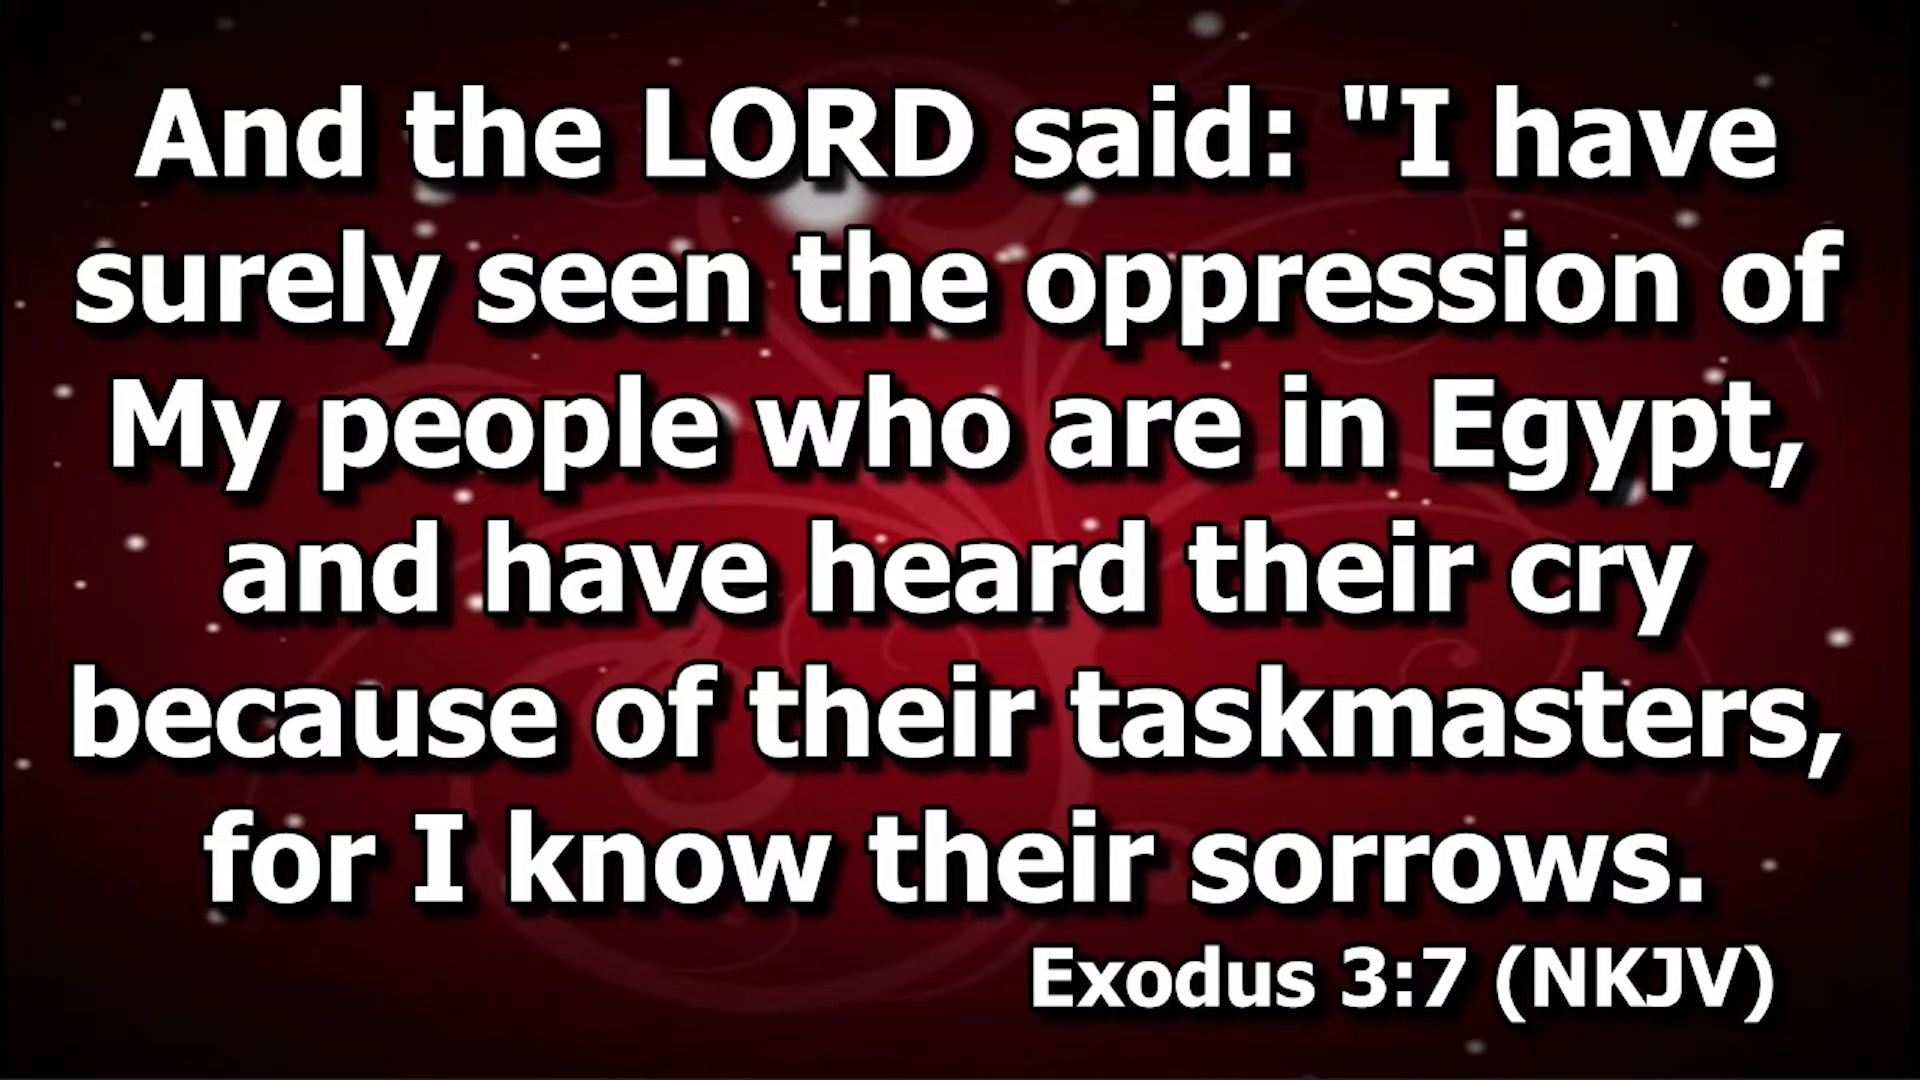 And the LORD said: "I have
surely seen the oppression of
My people who are in Egypt,
and have heard their cry
because of their taskmasters,
for I know their sorrows.
Exodus 3:7 (NKJV)